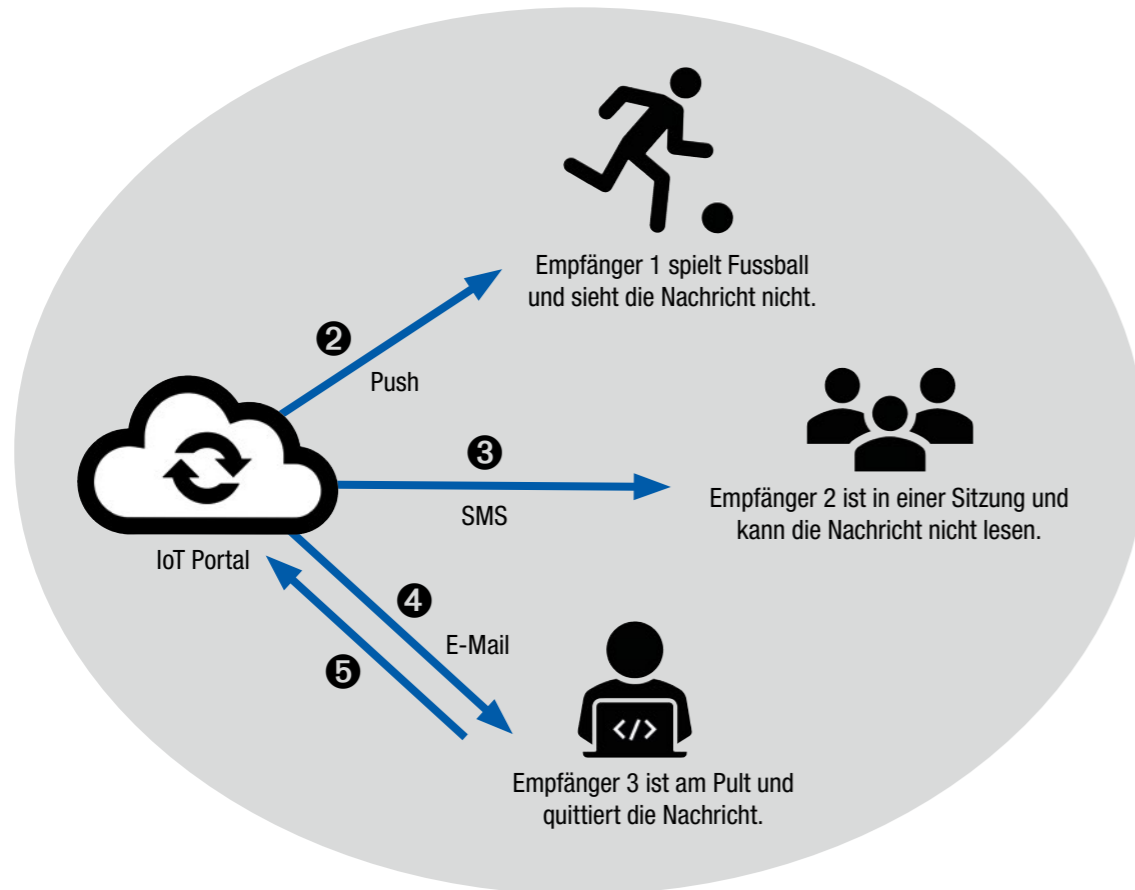 Empfänger 1 spielt Fussball
und sieht die Nachricht nicht.
❷
Push
❸
SMS
Empfänger 2 ist in einer Sitzung und
kann die Nachricht nicht lesen.
IoT Portal
❹
E-Mail
❺
</>
Empfänger 3 ist am Pult und
quittiert die Nachricht.